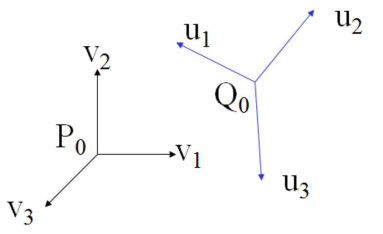 u₁
u₂
v₂
Q₀
P₀
v₁
u₃
v₃